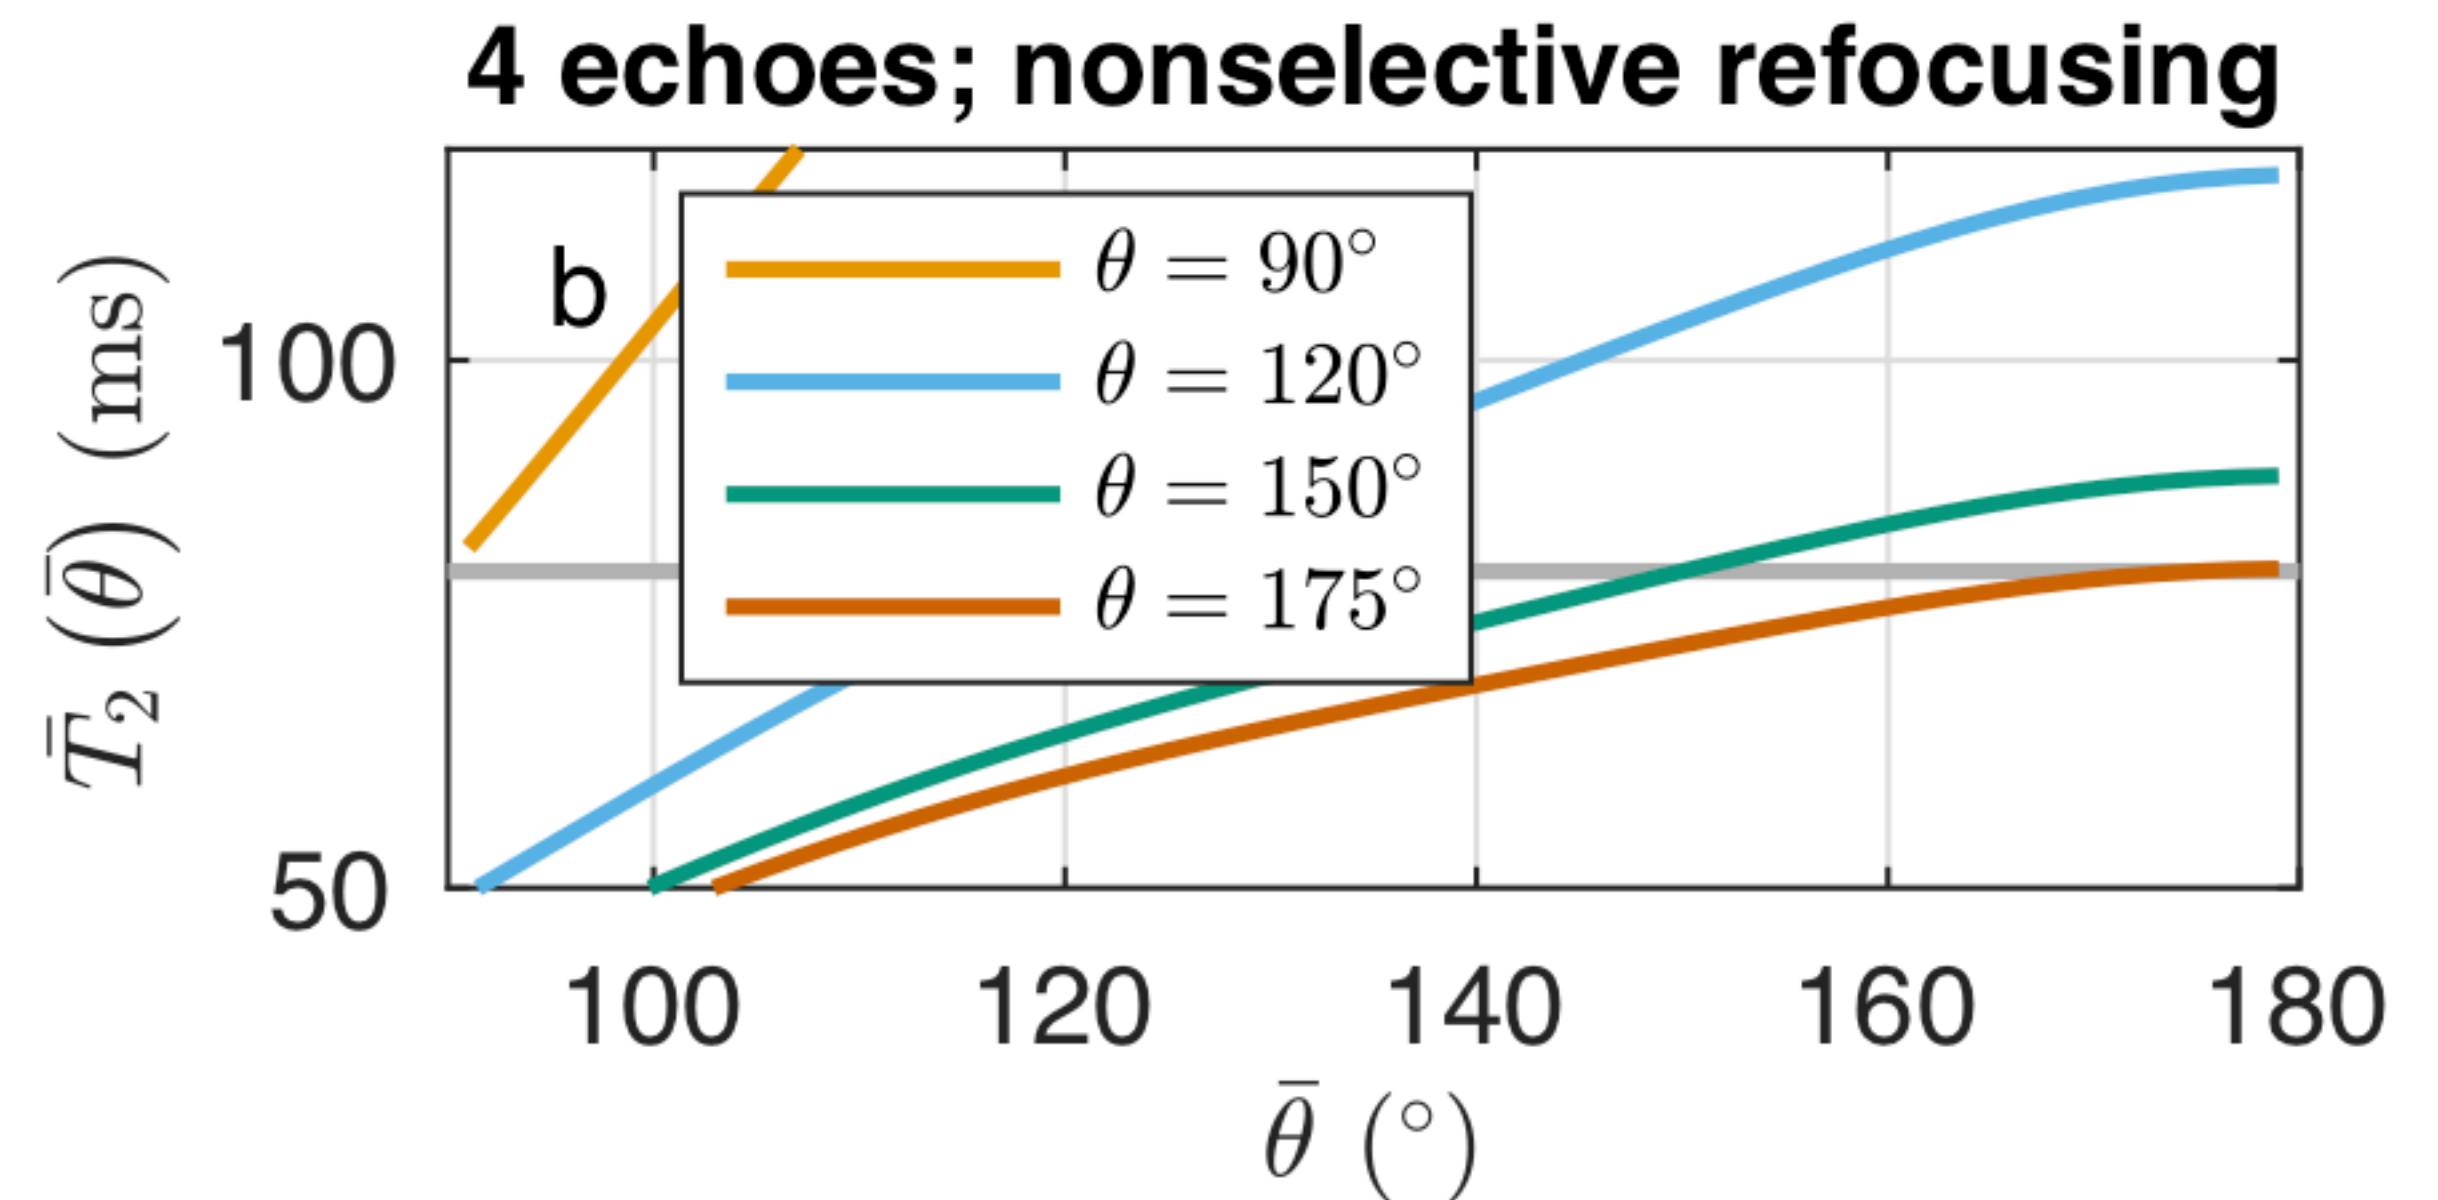 4 echoes; nonselective refocusing
b
θ = 90°
θ = 120°
θ = 150°
θ = 175°
T̄₂ (θ̄) (ms)
100
50
100 120 140 160 180
θ̄ (°)